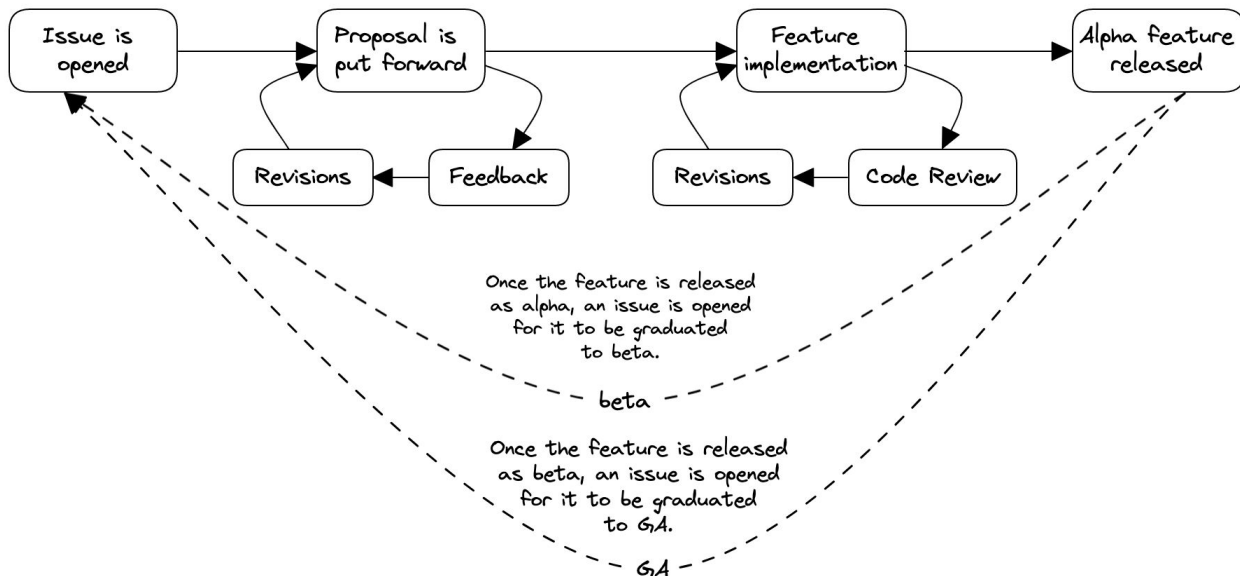 Issue is
opened
Proposal is
put forward
Feature
implementation
Alpha feature
released
Revisions
Feedback
Revisions
Code Review
Once the feature is released
as alpha, an issue is opened
for it to be graduated
to beta.
beta
Once the feature is released
as beta, an issue is opened
for it to be graduated
to GA.
GA